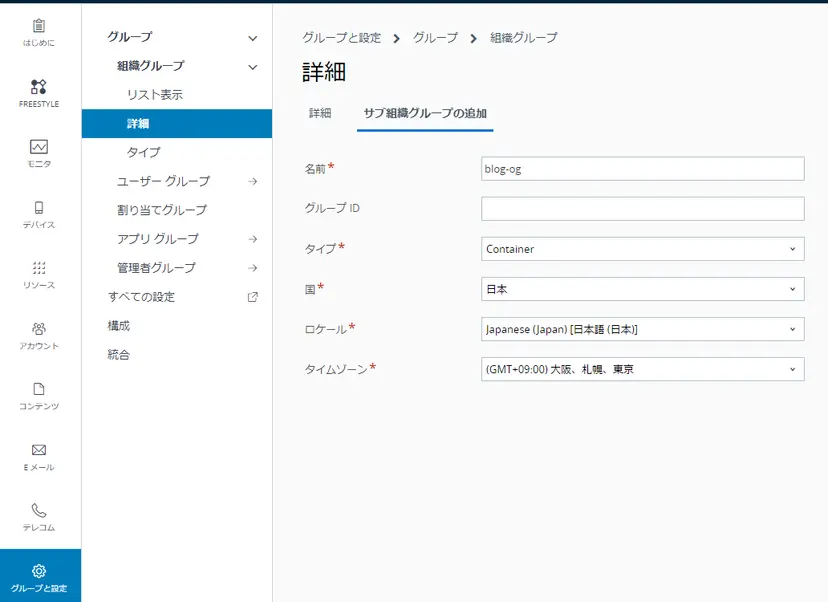 はじめに
FREESTYLE
モニタ
デバイス
リソース
アカウント
コンテンツ
E メール
テレコム
グループと設定
グループ
組織グループ
リスト表示
詳細
タイプ
ユーザー グループ
割り当てグループ
アプリ グループ
管理者グループ
すべての設定
構成
統合
グループと設定 > グループ > 組織グループ
詳細
詳細 サブ組織グループの追加
名前* blog-og
グループ ID
タイプ* Container
国* 日本
ロケール* Japanese (Japan) [日本語 (日本)]
タイムゾーン* (GMT+09:00) 大阪、札幌、東京